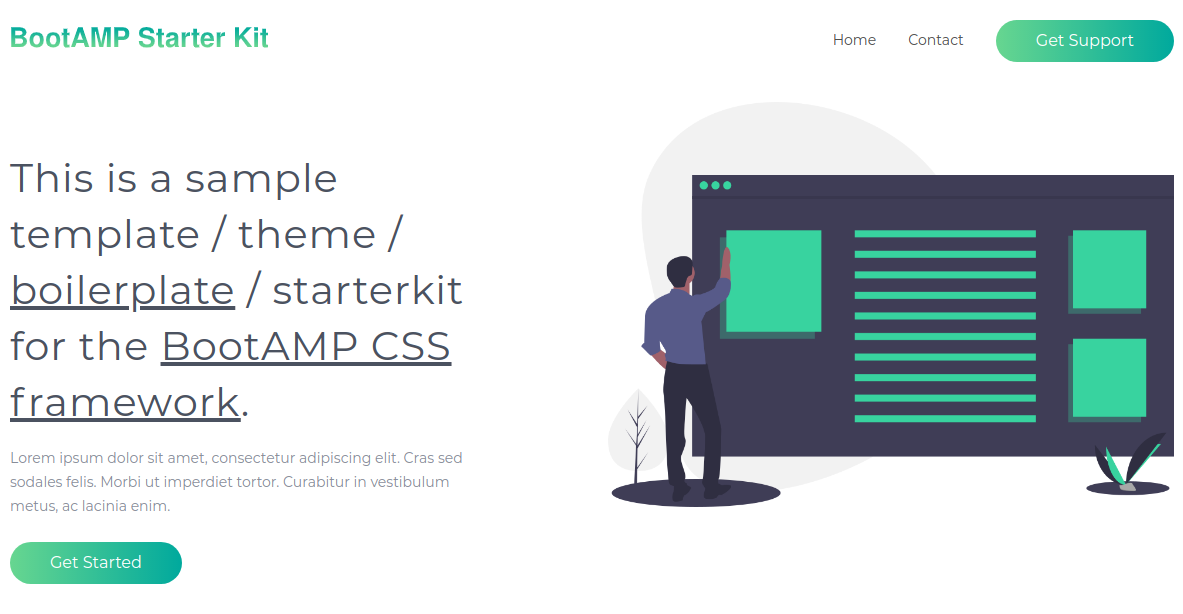 BootAMP Starter Kit
Home
Contact
Get Support
This is a sample
template / theme /
boilerplate / starterkit
for the BootAMP CSS
framework.
Lorem ipsum dolor sit amet, consectetur adipiscing elit. Cras sed
sodales felis. Morbi ut imperdiet tortor. Curabitur in vestibulum
metus, ac lacinia enim.
Get Started